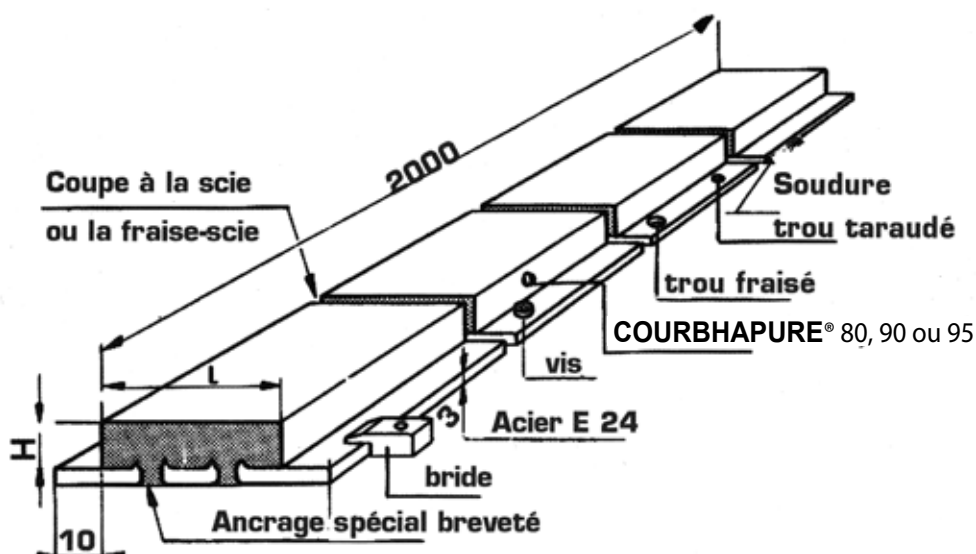 2000
Coupe à la scie
ou la fraise-scie
Soudure
trou taraudé
trou fraisé
COURBHAPURE® 80, 90 ou 95
vis
L
H
3
Acier E 24
bride
Ancrage spécial breveté
10